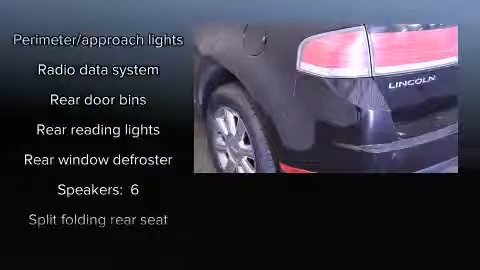 Perimeter/approach lights
Radio data system
Rear door bins
Rear reading lights
Rear window defroster
Speakers: 6
Split folding rear seat
LINCOLN